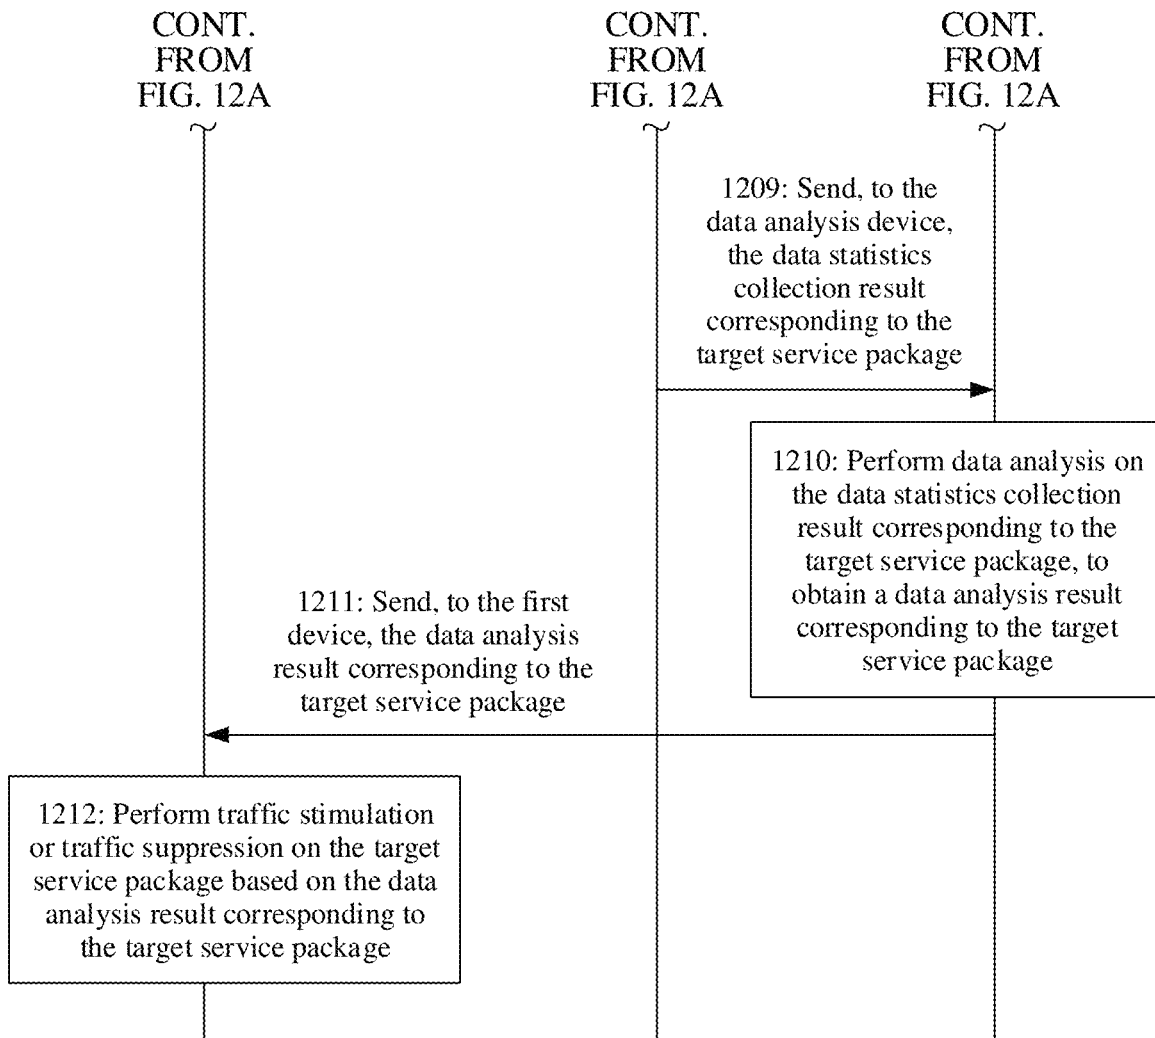 CONT.
FROM
FIG. 12A
CONT.
FROM
FIG. 12A
CONT.
FROM
FIG. 12A
1209: Send, to the
data analysis device,
the data statistics
collection result
corresponding to the
target service package
1210: Perform data analysis on
the data statistics collection
result corresponding to the
target service package, to
obtain a data analysis result
corresponding to the target
service package
1211: Send, to the first
device, the data analysis
result corresponding to the
target service package
1212: Perform traffic stimulation
or traffic suppression on the target
service package based on the data
analysis result corresponding to
the target service package